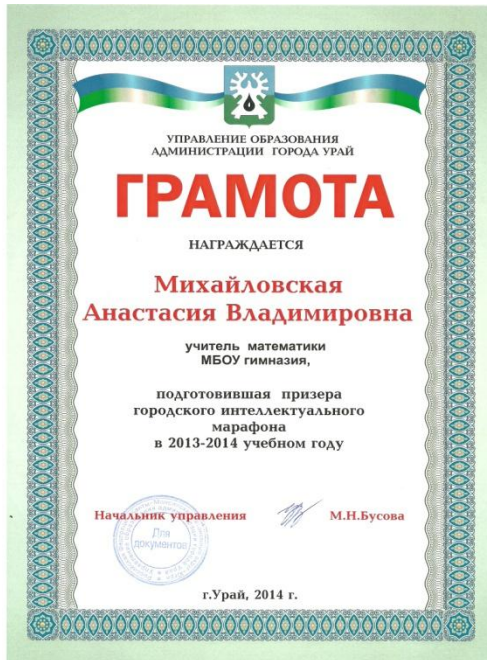 УПРАВЛЕНИЕ ОБРАЗОВАНИЯ
АДМИНИСТРАЦИИ ГОРОДА УРАЙ
ГРАМОТА
НАГРАЖДАЕТСЯ
Михайловская
Анастасия Владимировна
учитель математики
МБОУ гимназия,
подготовившая призера
городского интеллектуального
марафона
в 2013-2014 учебном году
Начальник управления М.Н.Бусова
Для
документов
г.Урай, 2014 г.